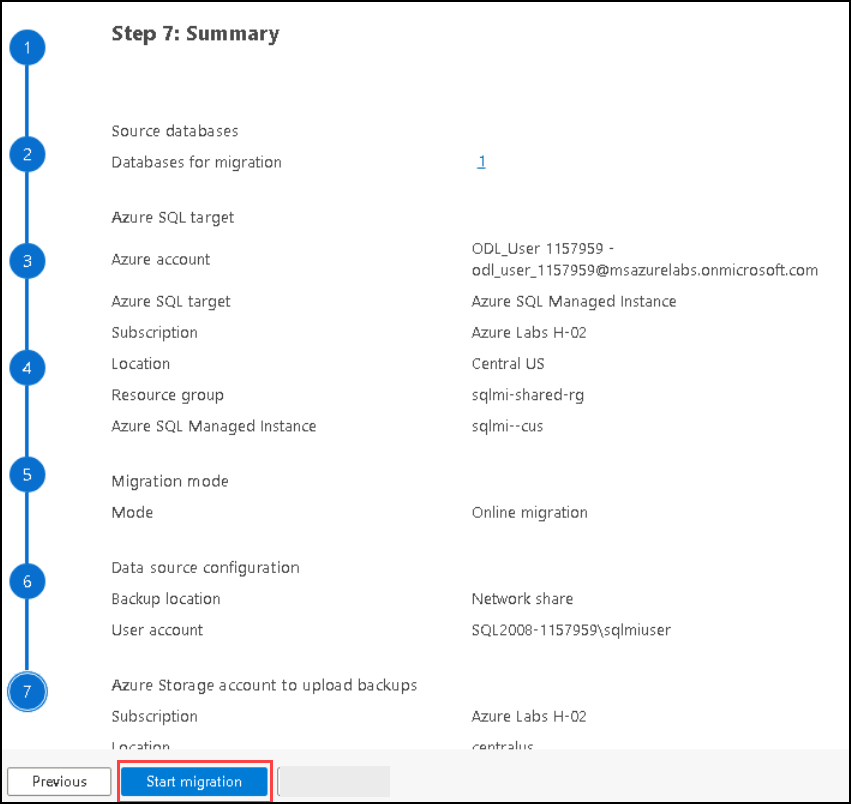 Step 7: Summary
1
2
3
4
5
6
7
Source databases
Databases for migration 1
Azure SQL target
Azure account ODL_User 1157959 -
odl_user_1157959@msazurelabs.onmicrosoft.com
Azure SQL target Azure SQL Managed Instance
Subscription Azure Labs H-02
Location Central US
Resource group sqlmi-shared-rg
Azure SQL Managed Instance sqlmi--cus
Migration mode
Mode Online migration
Data source configuration
Backup location Network share
User account SQL2008-1157959\sqlmiuser
Azure Storage account to upload backups
Subscription Azure Labs H-02
Location centralus
Previous Start migration